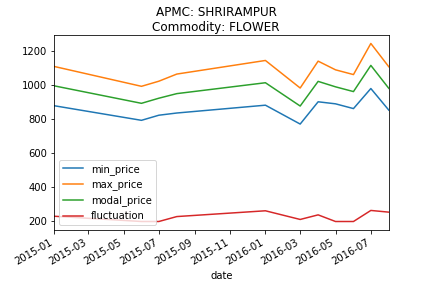 APMC: SHRIRAMPUR
Commodity: FLOWER
1200
1000
800
600
400
200
min_price
max_price
modal_price
fluctuation
2015-01
2015-03
2015-05
2015-07
2015-09
2015-11
2016-01
2016-03
2016-05
2016-07
date